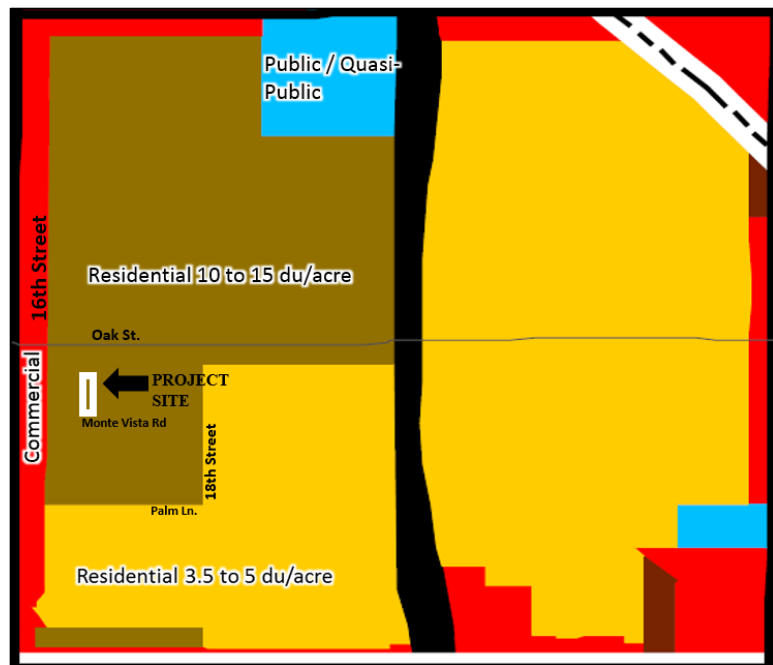 Public / Quasi-
Public
16th Street
Residential 10 to 15 du/acre
Oak St.
Commercial
PROJECT
SITE
Monte Vista Rd
18th Street
Palm Ln.
Residential 3.5 to 5 du/acre